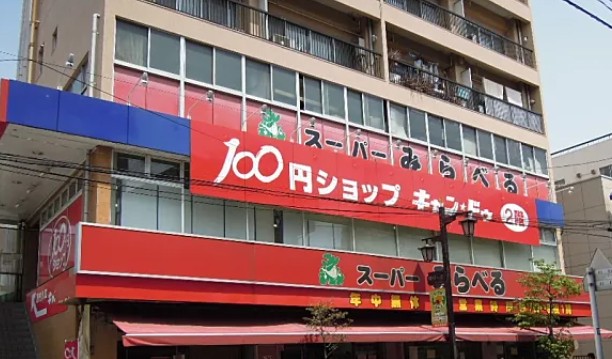 スーパー みらべる
100円ショップ キャン★ドゥ 2階
スーパー みらべる
年中無休
100